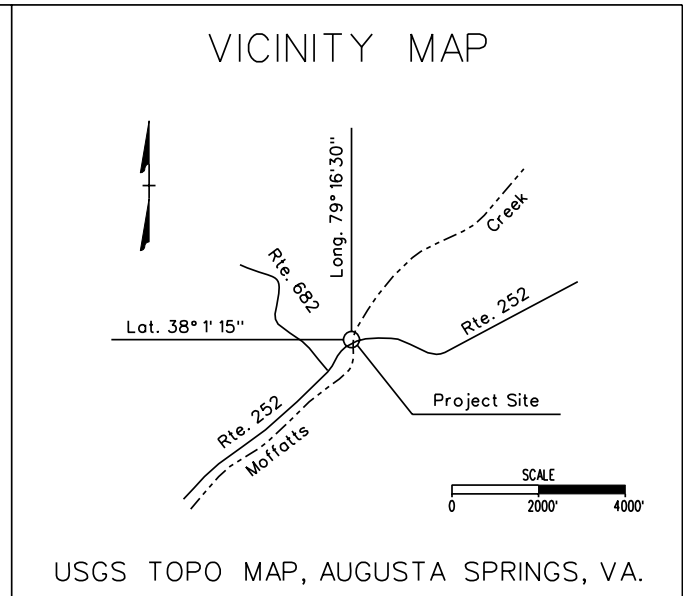 VICINITY MAP
Long. 79° 16'30"
Creek
Rte. 682
Rte. 252
Lat. 38° 1' 15"
Project Site
Rte. 252
Moffatts
SCALE
0 2000' 4000'
USGS TOPO MAP, AUGUSTA SPRINGS, VA.